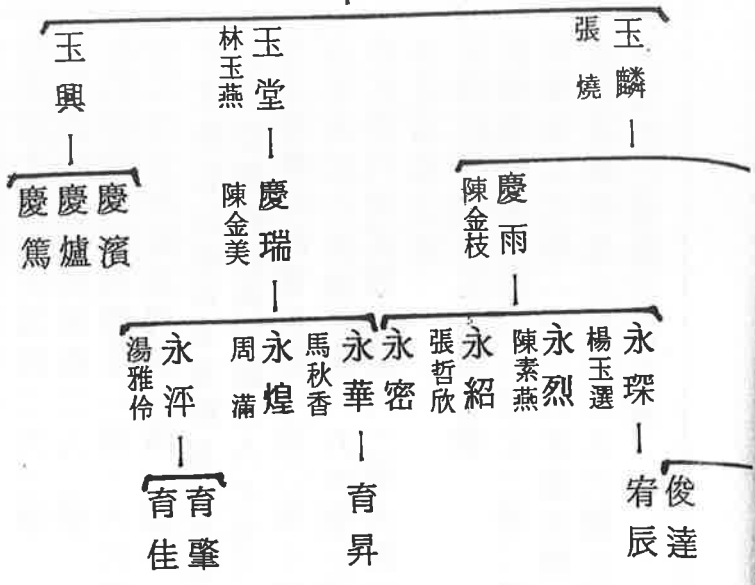 玉麟
張燒
玉堂
林玉燕
玉興
慶雨
陳金枝
慶瑞
陳金美
慶濱
慶爐
慶篤
永琛
楊玉選
永烈
陳素燕
永紹
張哲欣
永密
永華
馬秋香
永煌
周滿
永泙
湯雅伶
俊達
宥辰
育昇
育肇
育佳